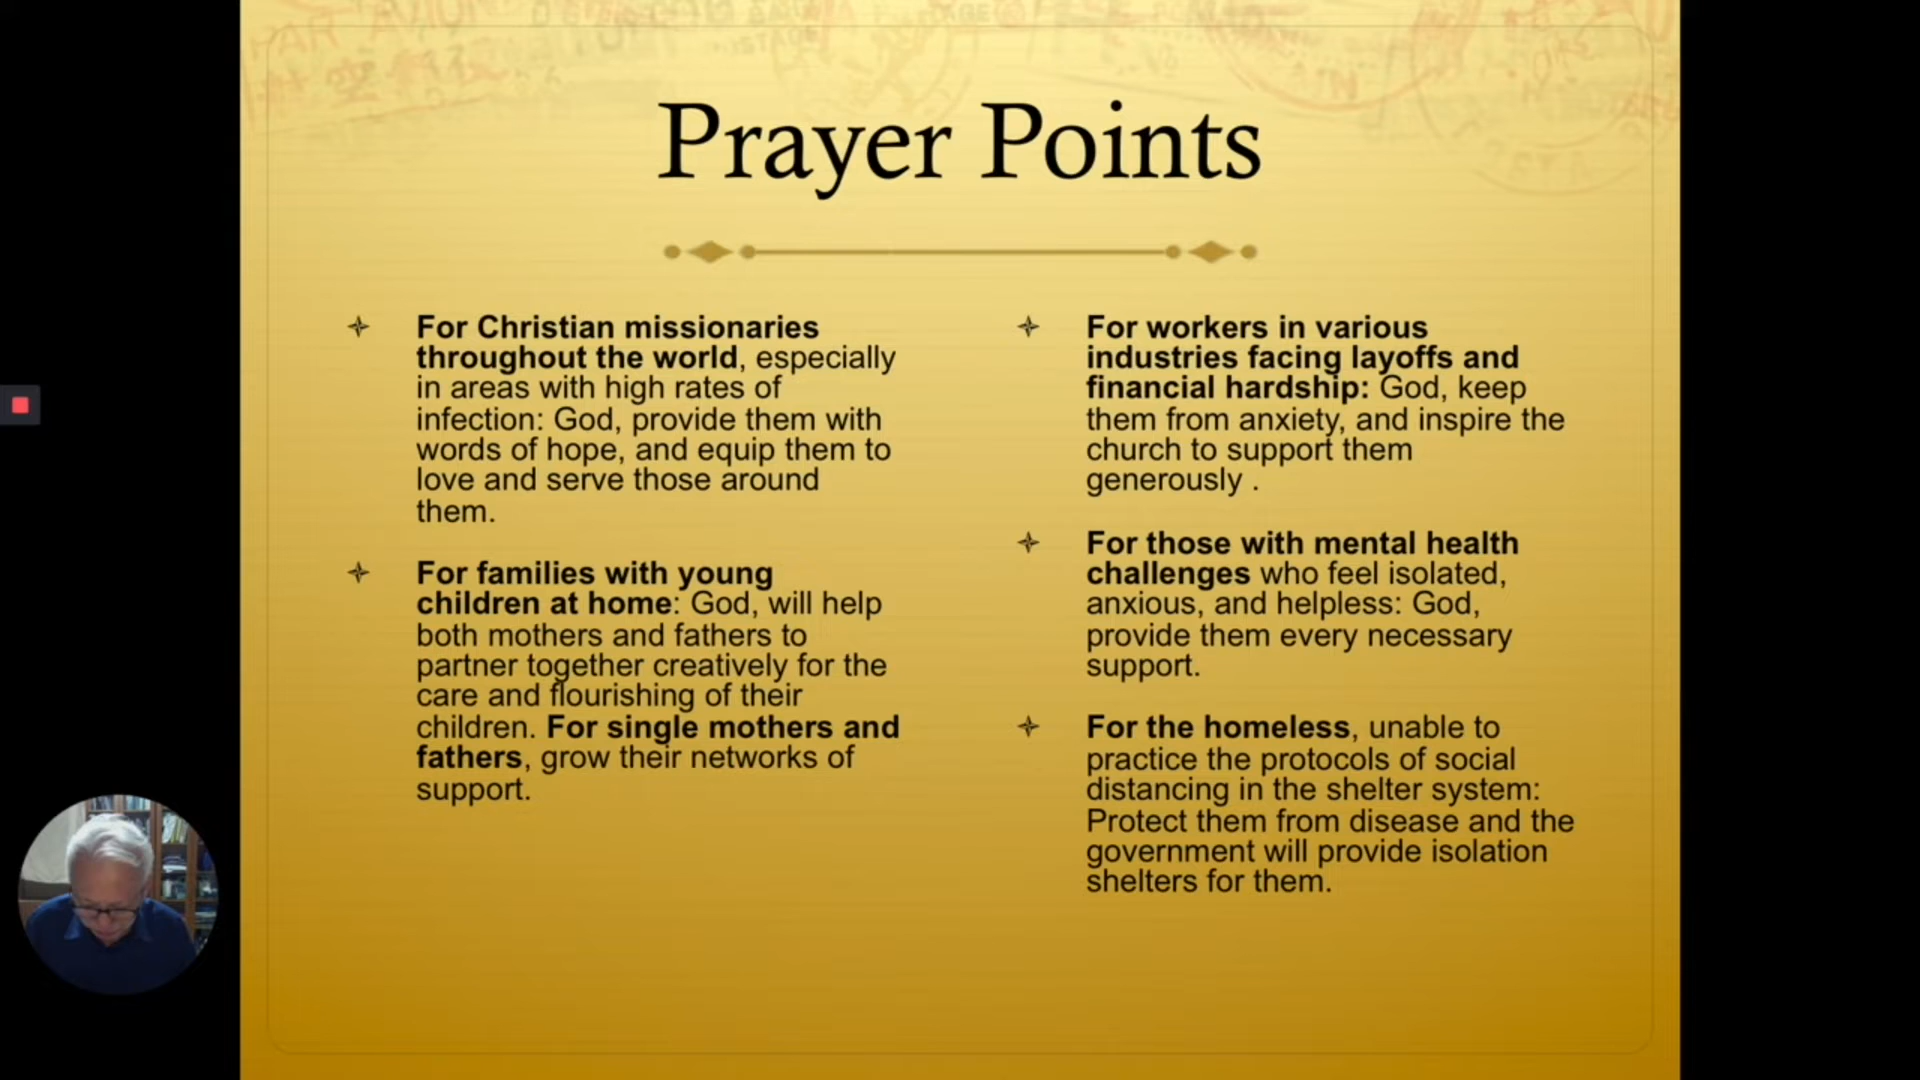 Prayer Points
For Christian missionaries
throughout the world, especially
in areas with high rates of
infection: God, provide them with
words of hope, and equip them to
love and serve those around
them.
For families with young
children at home: God, will help
both mothers and fathers to
partner together creatively for the
care and flourishing of their
children. For single mothers and
fathers, grow their networks of
support.
For workers in various
industries facing layoffs and
financial hardship: God, keep
them from anxiety, and inspire the
church to support them
generously .
For those with mental health
challenges who feel isolated,
anxious, and helpless: God,
provide them every necessary
support.
For the homeless, unable to
practice the protocols of social
distancing in the shelter system:
Protect them from disease and the
government will provide isolation
shelters for them.